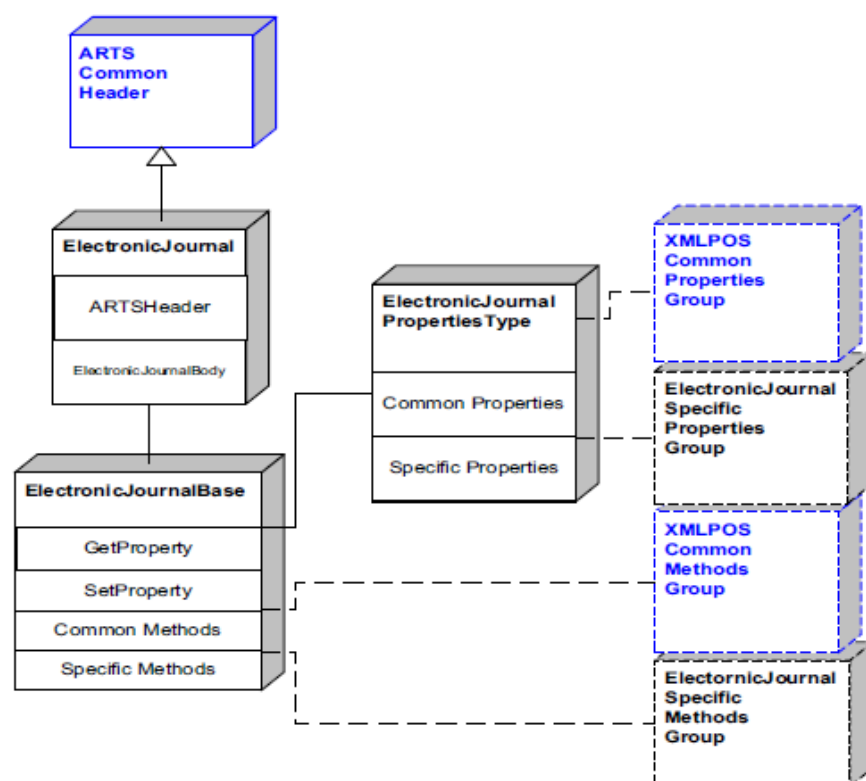 ARTS
Common
Header
ElectronicJournal
ARTSHeader
ElectronicJournalBody
ElectronicJournalBase
GetProperty
SetProperty
Common Methods
Specific Methods
ElectronicJournal
PropertiesType
Common Properties
Specific Properties
XMLPOS
Common
Properties
Group
ElectronicJournal
Specific
Properties
Group
XMLPOS
Common
Methods
Group
ElectornicJournal
Specific
Methods
Group